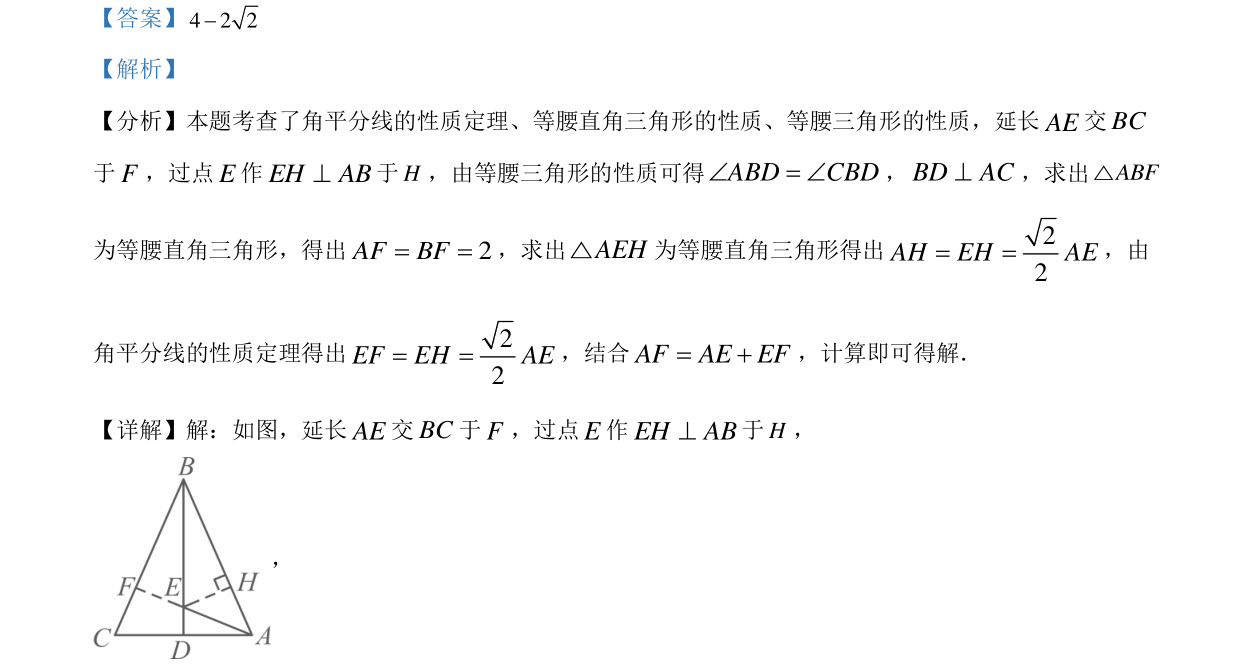 【答案】4－2√2
【解析】
【分析】本题考查了角平分线的性质定理、等腰直角三角形的性质、等腰三角形的性质，延长 AE 交 BC
于 F ，过点 E 作 EH ⊥ AB 于 H ，由等腰三角形的性质可得 ∠ABD = ∠CBD ，BD ⊥ AC ，求出 △ABF
为等腰直角三角形，得出 AF = BF = 2 ，求出 △AEH 为等腰直角三角形得出 AH = EH = √2/2 AE ，由
角平分线的性质定理得出 EF = EH = √2/2 AE ，结合 AF = AE + EF ，计算即可得解．
【详解】解：如图，延长 AE 交 BC 于 F ，过点 E 作 EH ⊥ AB 于 H ，
B
F E H
，
C D A